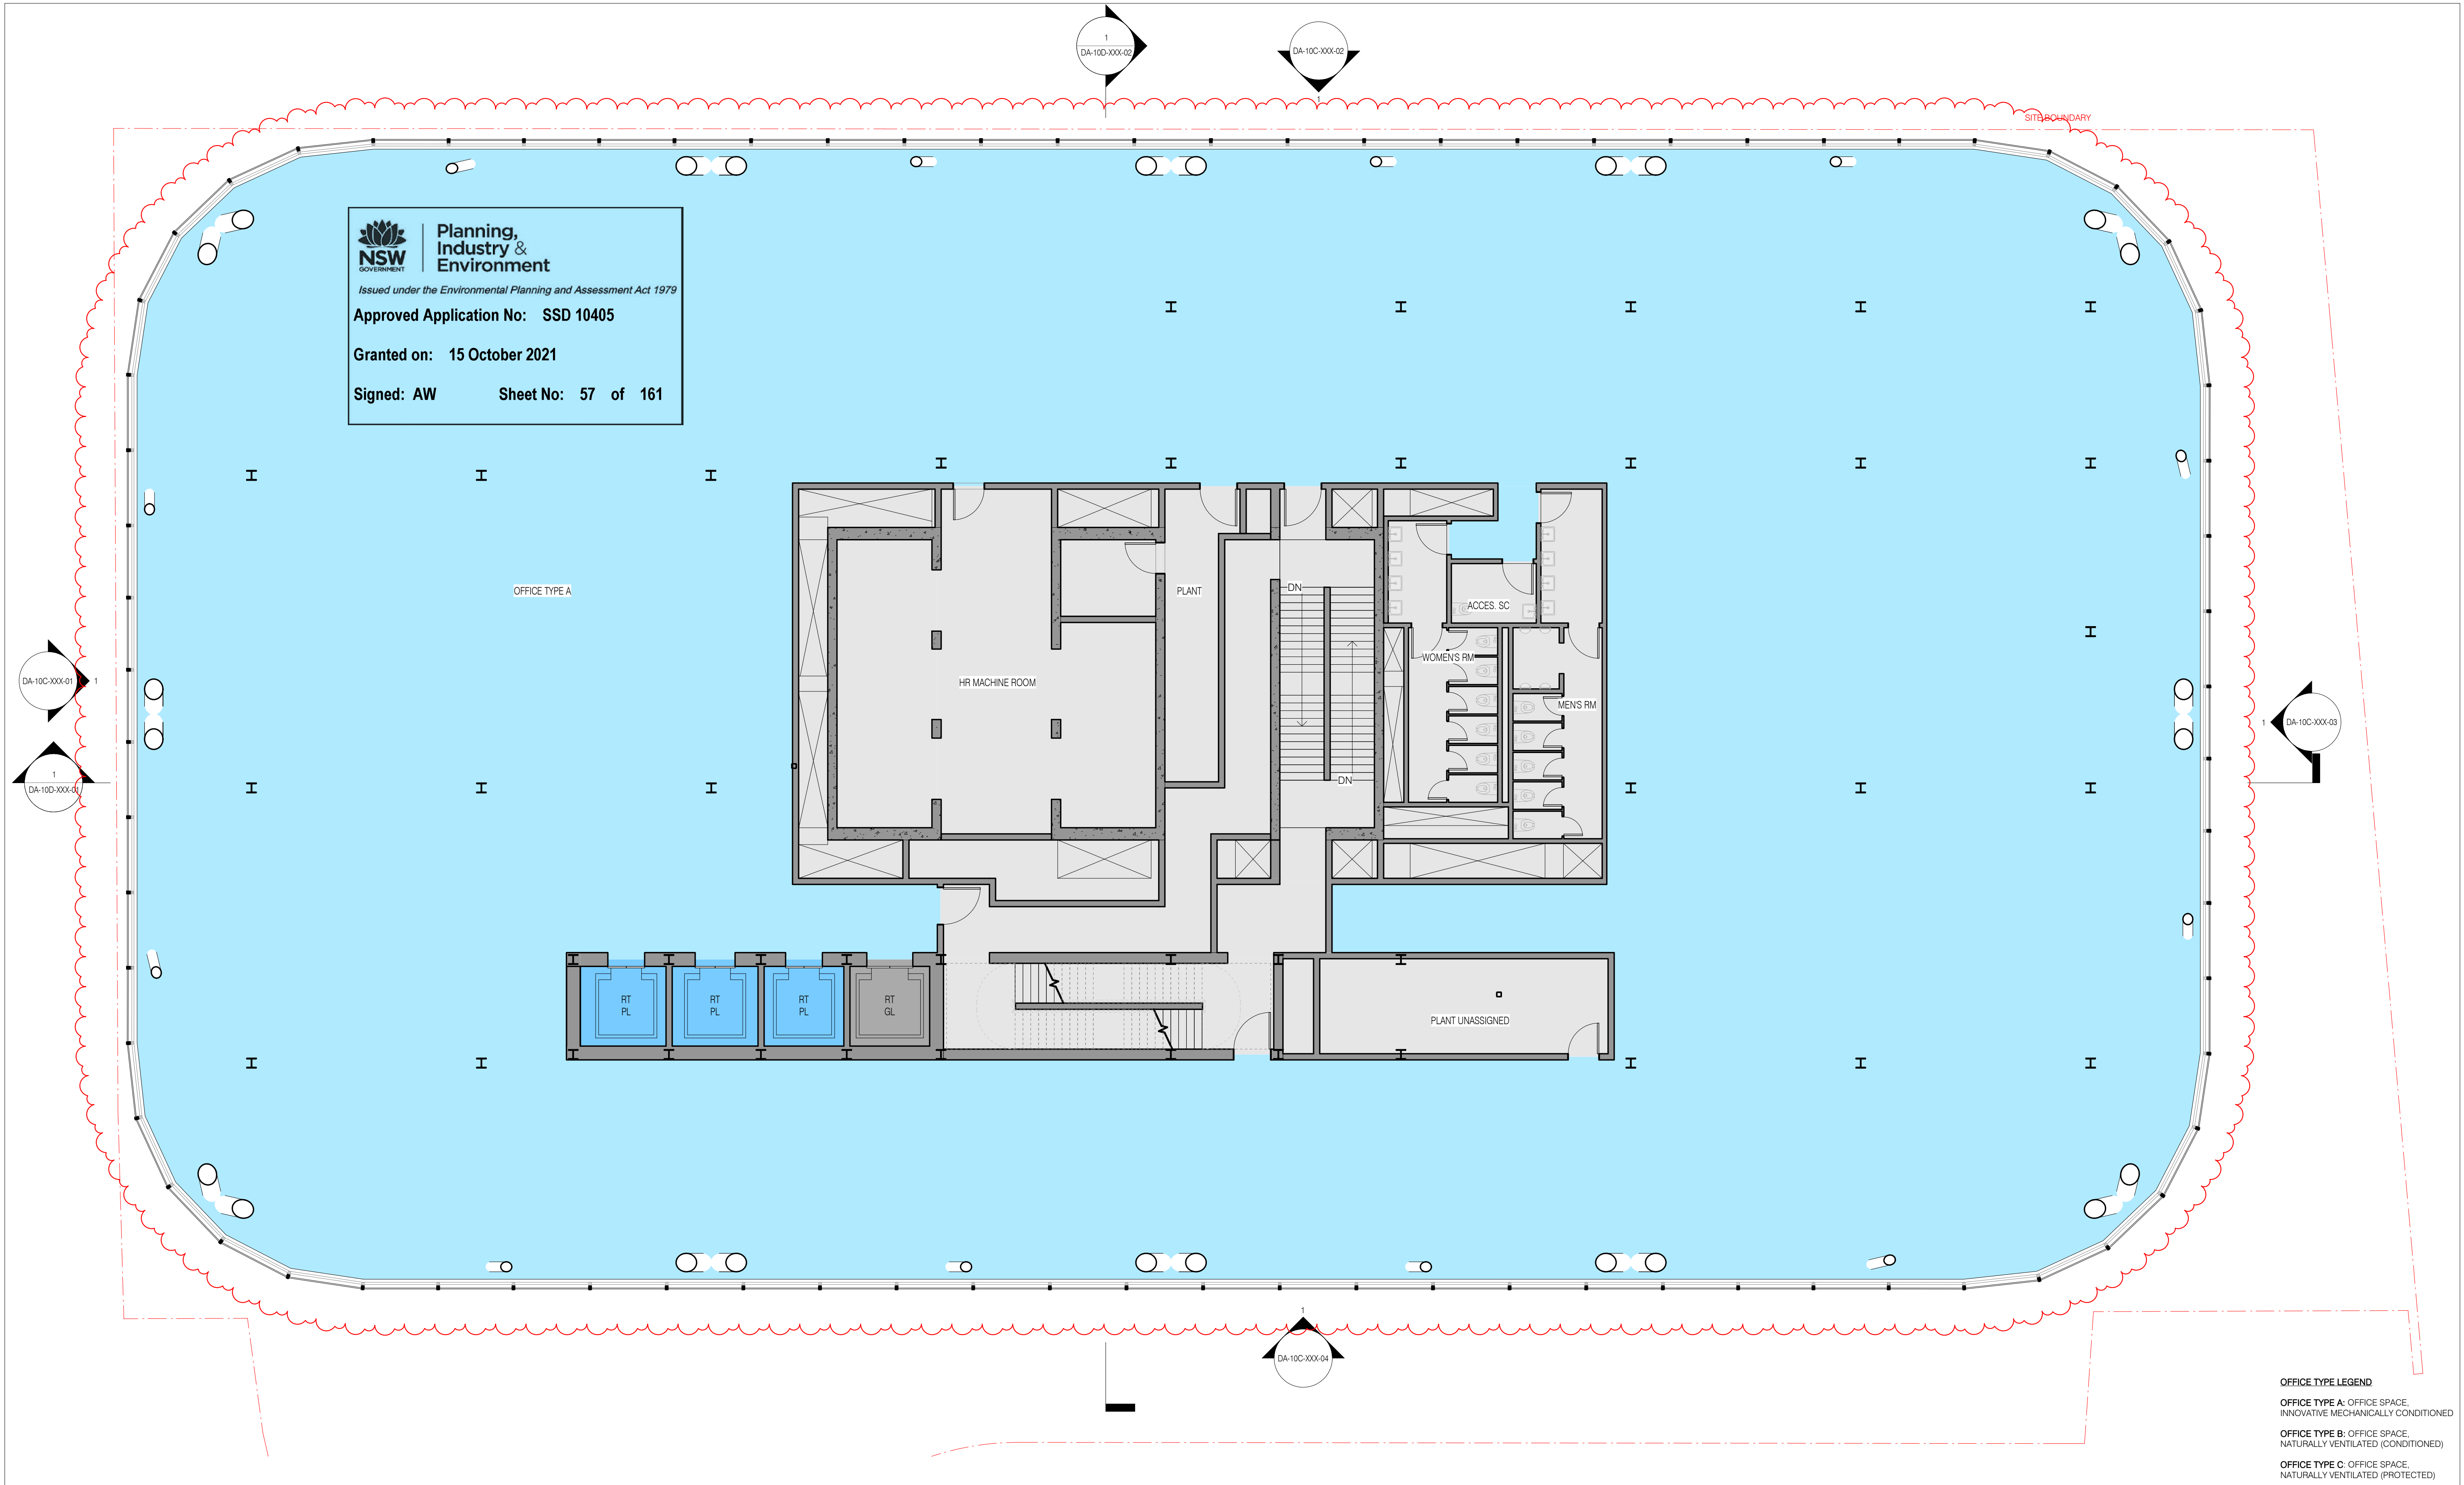 1
DA-10D-XXX-02
DA-10C-XXX-02
1
SITE BOUNDARY
NSW
GOVERNMENT
Planning,
Industry &
Environment
Issued under the Environmental Planning and Assessment Act 1979
Approved Application No: SSD 10405
Granted on: 15 October 2021
Signed: AW Sheet No: 57 of 161
OFFICE TYPE A
PLANT
DN
ACCES. SC
WOMEN'S RM
HR MACHINE ROOM
MEN'S RM
DA-10C-XXX-01
1
1
DA-10C-XXX-03
1
DA-10D-XXX-01
DN
RT
PL
RT
PL
RT
PL
RT
GL
PLANT UNASSIGNED
1
DA-10C-XXX-04
OFFICE TYPE LEGEND
OFFICE TYPE A: OFFICE SPACE,
INNOVATIVE MECHANICALLY CONDITIONED
OFFICE TYPE B: OFFICE SPACE,
NATURALLY VENTILATED (CONDITIONED)
OFFICE TYPE C: OFFICE SPACE,
NATURALLY VENTILATED (PROTECTED)